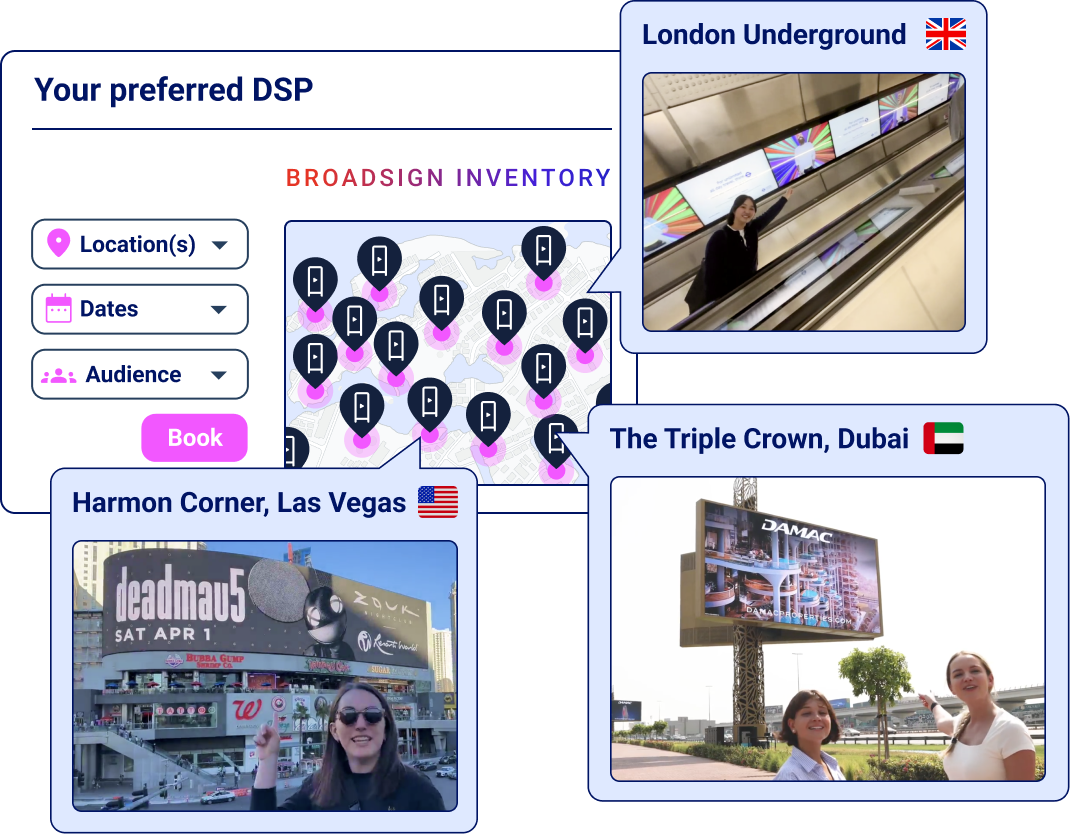 London Underground
Your preferred DSP
BROADSIGN INVENTORY
Location(s)
Dates
Audience
Book
The Triple Crown, Dubai
DAMAC
DAMACPROPERTIES.COM
Harmon Corner, Las Vegas
deadmau5
SAT APR 1
ZOUK
NIGHTCLUB
Resorts World
BUBBA GUMP
SHRIMP CO.